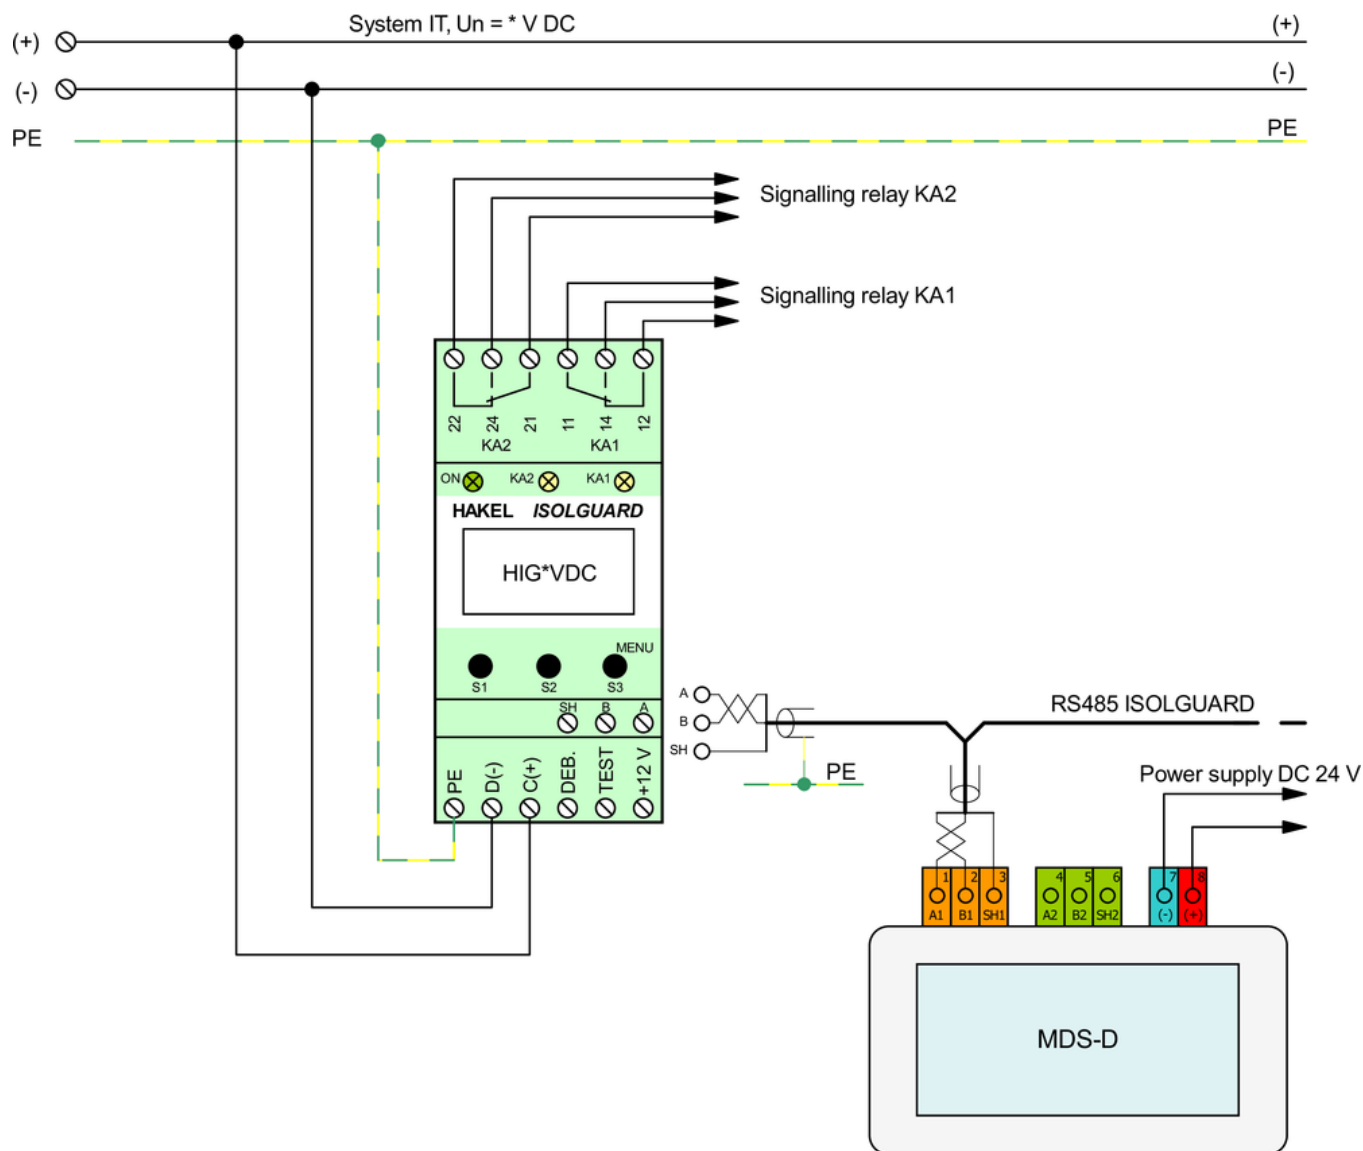 System IT, Un = * V DC
(+) (+)
(-) (-)
PE PE
Signalling relay KA2
Signalling relay KA1
22 24 21 11 14 12
KA2 KA1
ON KA2 KA1
HAKEL ISOLGUARD
HIG*VDC
MENU
S1 S2 S3
SH B A
PE D(-) C(+) DEB. TEST +12 V
A
B
SH
PE
RS485 ISOLGUARD
Power supply DC 24 V
1 2 3 4 5 6 7 8
A1 B1 SH1 A2 B2 SH2 (-) (+)
MDS-D